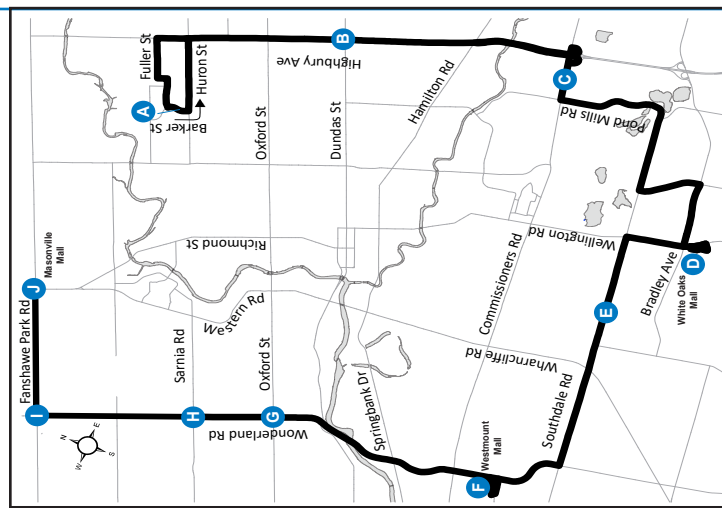 A
B
C
D
E
F
G
H
I
J
Fuller St
Huron St
Barker St
Highbury Ave
Oxford St
Dundas St
Hamilton Rd
Pond Mills Rd
Richmond St
Masonville
Mall
Fanshawe Park Rd
Western Rd
Sarnia Rd
Oxford St
Wonderland Rd
Springbank Dr
Commissioners Rd
Wellington Rd
Wharncliffe Rd
Bradley Ave
White Oaks
Mall
Southdale Rd
Westmount
Mall
N
E
S
W